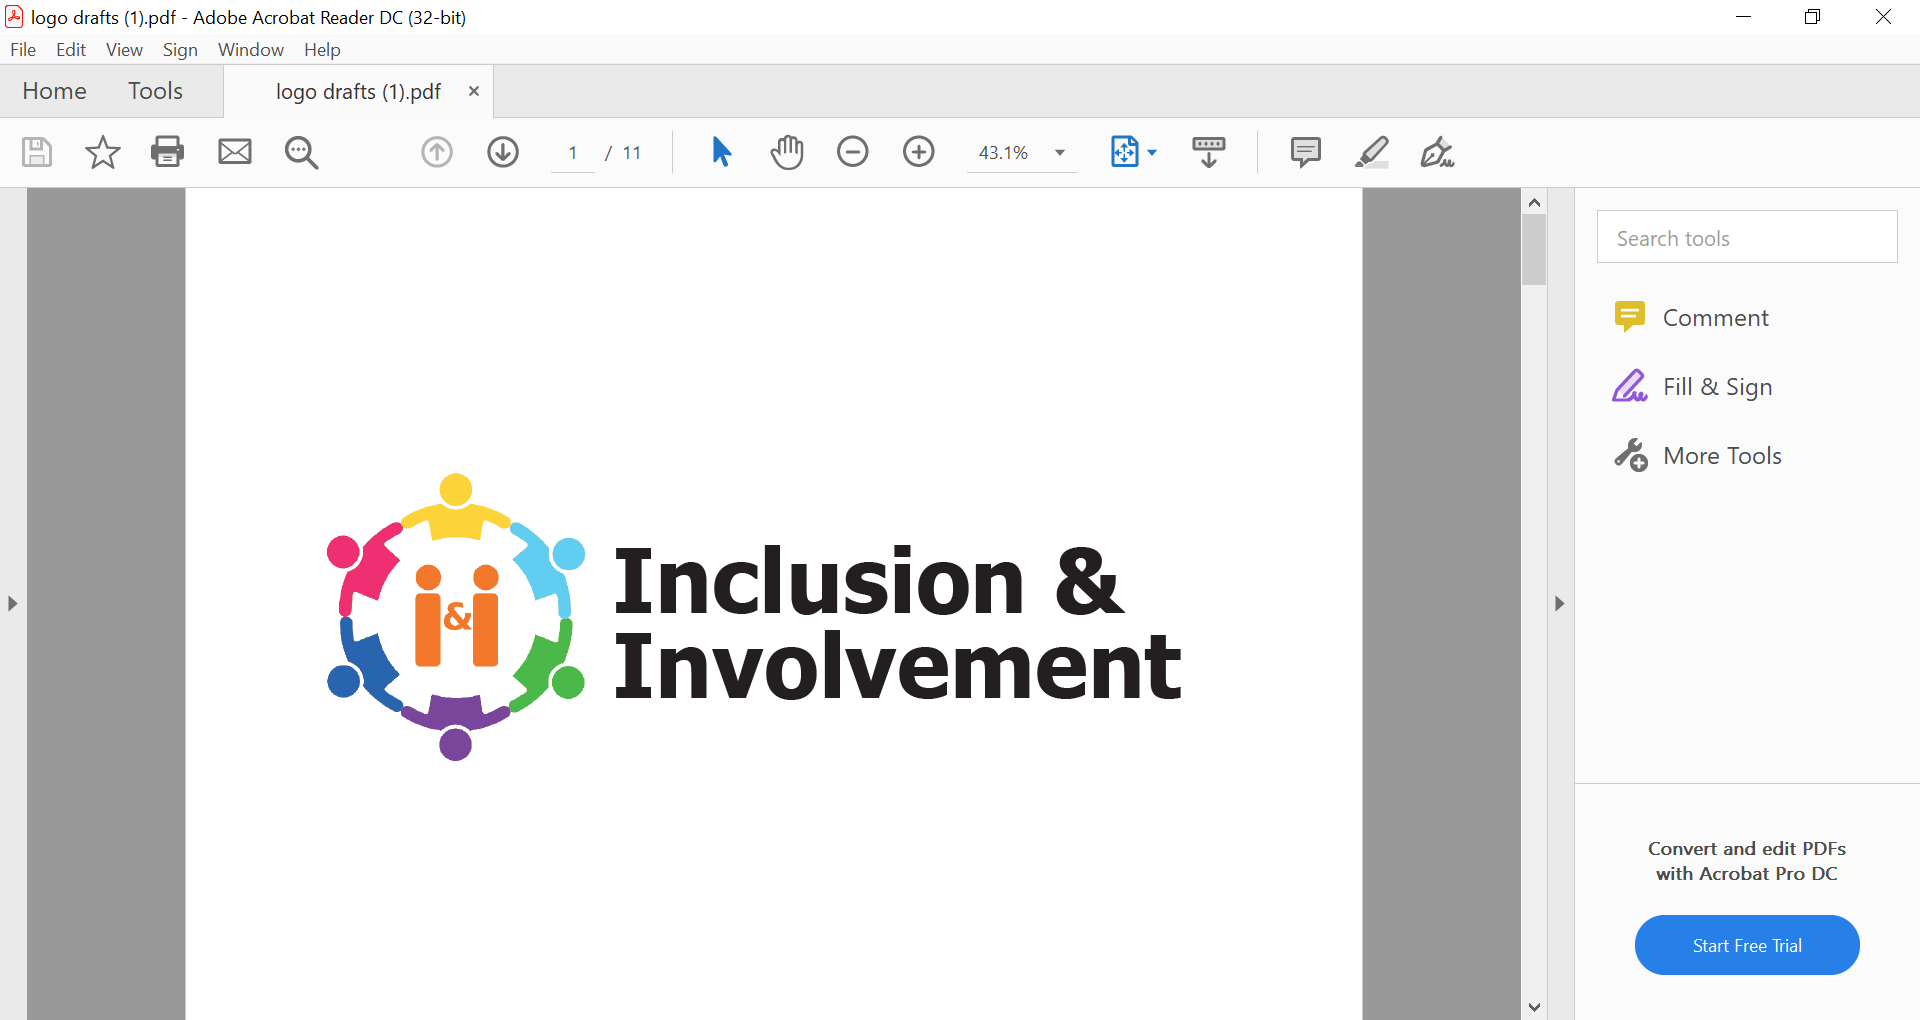 logo drafts (1).pdf - Adobe Acrobat Reader DC (32-bit)
File Edit View Sign Window Help
Home Tools logo drafts (1).pdf
1 / 11 43.1%
Search tools
Comment
Fill & Sign
More Tools
i&i
Inclusion &
Involvement
Convert and edit PDFs
with Acrobat Pro DC
Start Free Trial